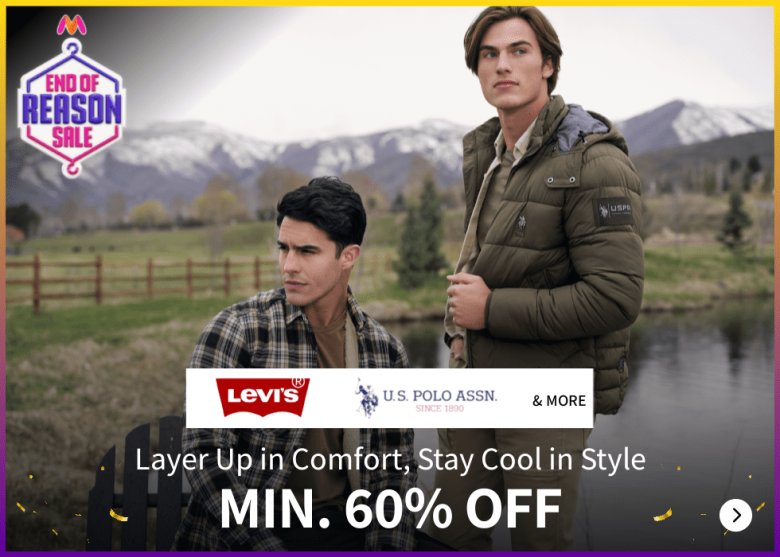 END OF
REASON
SALE
USPA
LEVI'S®
U.S. POLO ASSN.
SINCE 1890
& MORE
Layer Up in Comfort, Stay Cool in Style
MIN. 60% OFF